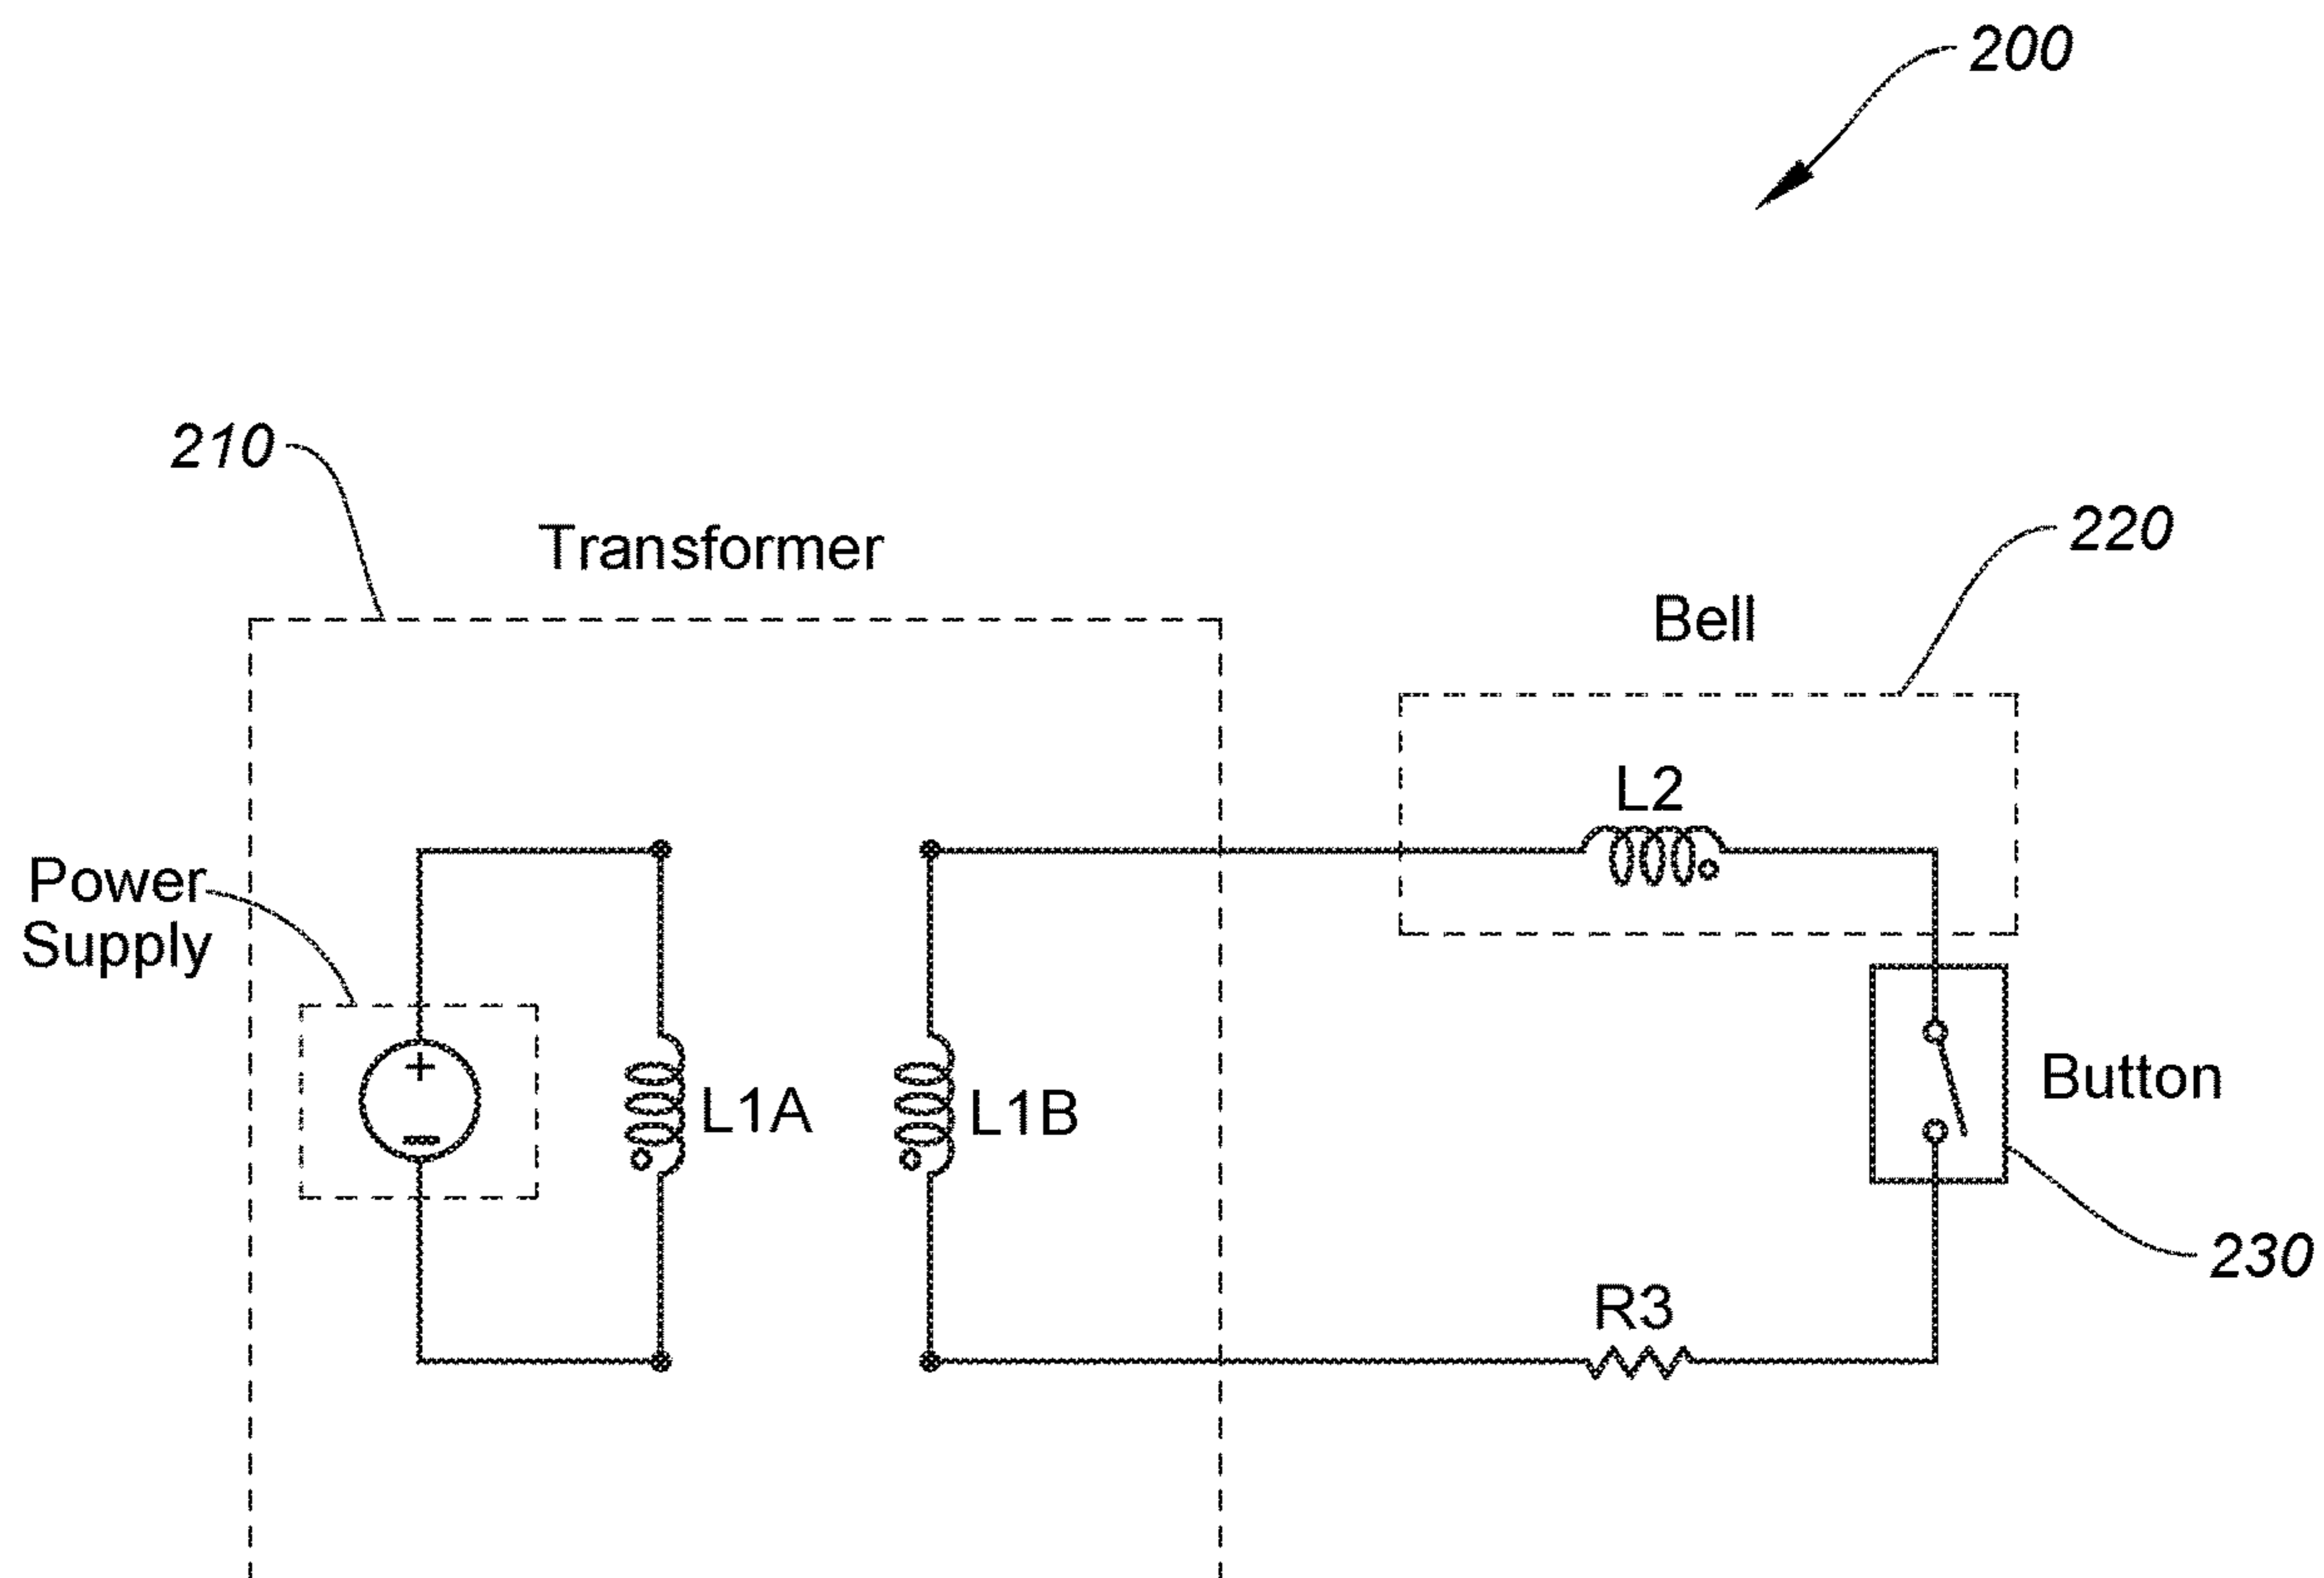 200
210
Transformer
220
Bell
L2
Power
Supply
+
L1A
L1B
Button
230
R3